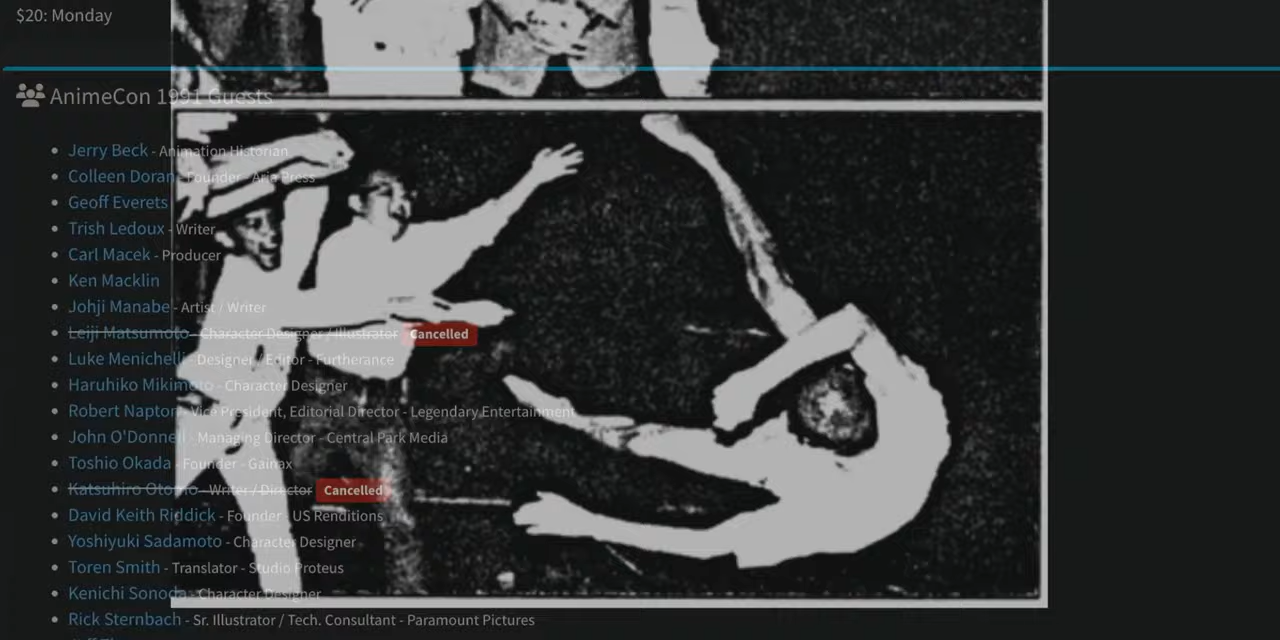 $20: Monday
AnimeCon 1991 Guests
Jerry Beck - Animation Historian
Colleen Doran - Founder - Aria Press
Geoff Everets
Trish Ledoux - Writer
Carl Macek - Producer
Ken Macklin
Johji Manabe - Artist / Writer
Leiji Matsumoto - Character Designer / Illustrator Cancelled
Luke Menichelli - Designer / Editor - Furtherance
Haruhiko Mikimoto - Character Designer
Robert Napton - Vice President, Editorial Director - Legendary Entertainment
John O'Donnell - Managing Director - Central Park Media
Toshio Okada - Founder - Gainax
Katsuhiro Otomo - Writer / Director Cancelled
David Keith Riddick - Founder - US Renditions
Yoshiyuki Sadamoto - Character Designer
Toren Smith - Translator - Studio Proteus
Kenichi Sonoda - Character Designer
Rick Sternbach - Sr. Illustrator / Tech. Consultant - Paramount Pictures